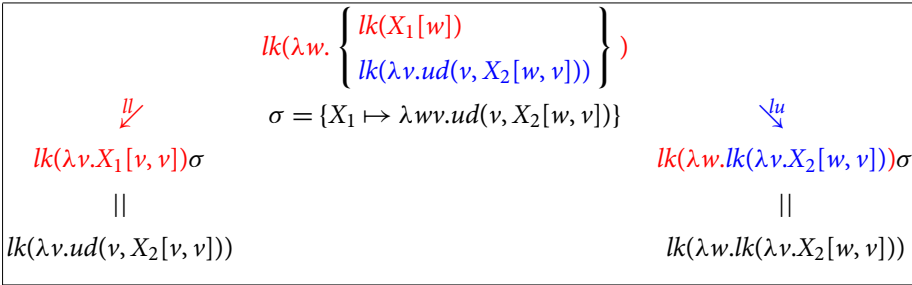 lk(X₁[w])
lk(λw. { } )
lk(λv.ud(v, X₂[w, v]))
ll σ = {X₁ ↦ λwv.ud(v, X₂[w, v])} lu
↙ ↘
lk(λv.X₁[v, v])σ lk(λw.lk(λv.X₂[w, v]))σ
|| ||
lk(λv.ud(v, X₂[v, v])) lk(λw.lk(λv.X₂[w, v]))